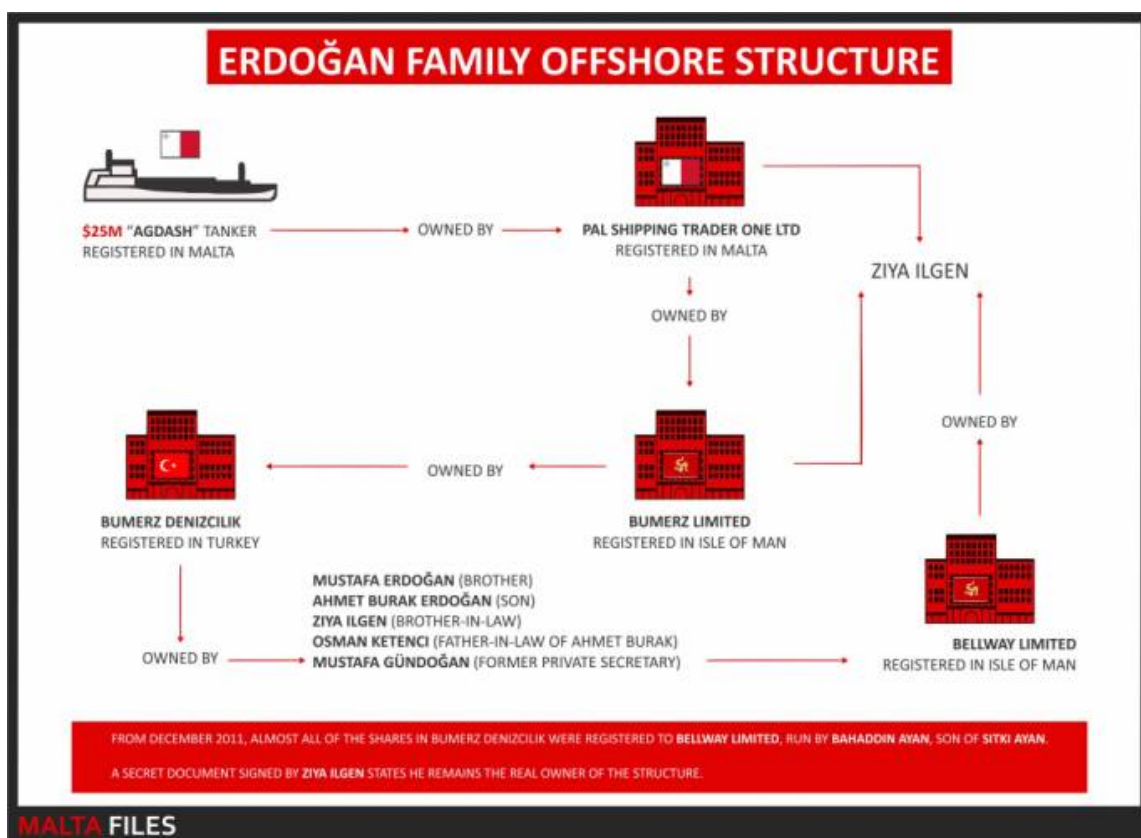 ERDOĞAN FAMILY OFFSHORE STRUCTURE
$25M "AGDASH" TANKER
REGISTERED IN MALTA
OWNED BY
PAL SHIPPING TRADER ONE LTD
REGISTERED IN MALTA
ZIYA ILGEN
OWNED BY
OWNED BY
BUMERZ DENIZCILIK
REGISTERED IN TURKEY
OWNED BY
BUMERZ LIMITED
REGISTERED IN ISLE OF MAN
BELLWAY LIMITED
REGISTERED IN ISLE OF MAN
OWNED BY
MUSTAFA ERDOĞAN (BROTHER)
AHMET BURAK ERDOĞAN (SON)
ZIYA ILGEN (BROTHER-IN-LAW)
OSMAN KETENCI (FATHER-IN-LAW OF AHMET BURAK)
MUSTAFA GÜNDOĞAN (FORMER PRIVATE SECRETARY)
FROM DECEMBER 2011, ALMOST ALL OF THE SHARES IN BUMERZ DENIZCILIK WERE REGISTERED TO BELLWAY LIMITED, RUN BY BAHADDIN AYAN, SON OF SITKI AYAN.
A SECRET DOCUMENT SIGNED BY ZIYA ILGEN STATES HE REMAINS THE REAL OWNER OF THE STRUCTURE.
MALTA FILES